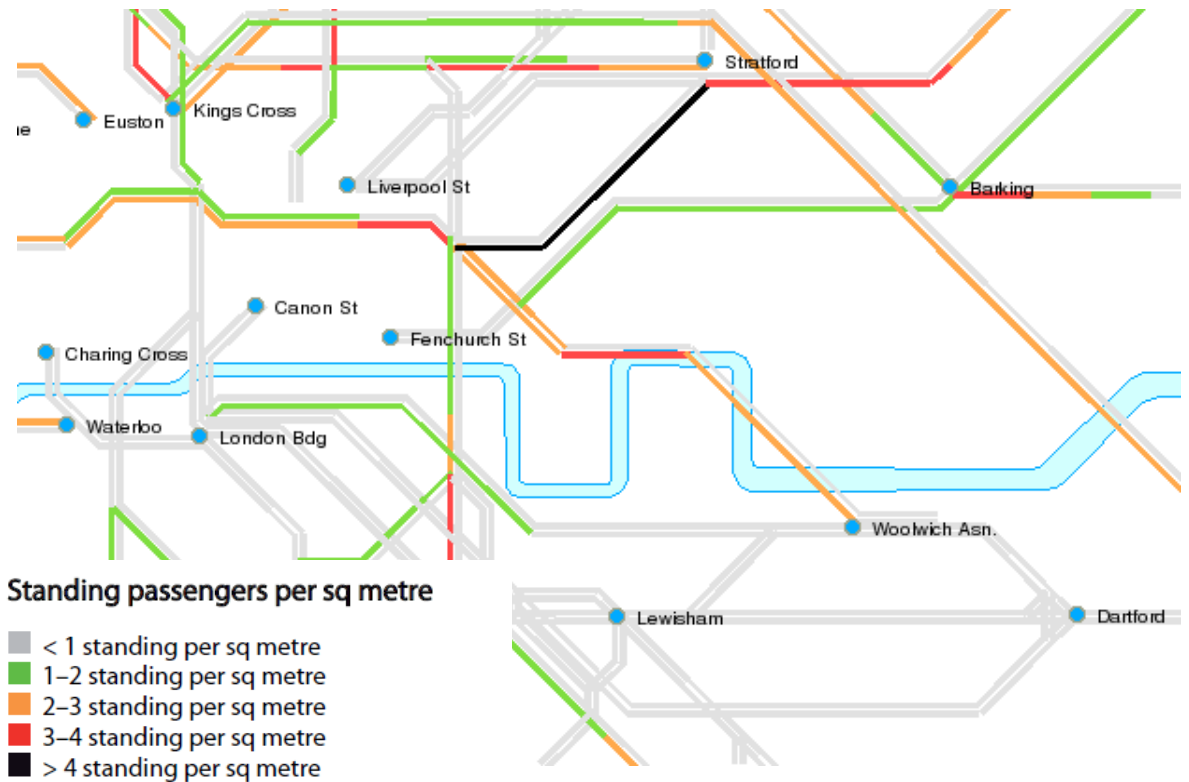 Stratford
Kings Cross
Euston
ne
Liverpool St
Barking
Canon St
Fenchurch St
Charing Cross
Waterloo
London Bdg
Woolwich Asn.
Standing passengers per sq metre
Lewisham
Dartford
< 1 standing per sq metre
1–2 standing per sq metre
2–3 standing per sq metre
3–4 standing per sq metre
> 4 standing per sq metre